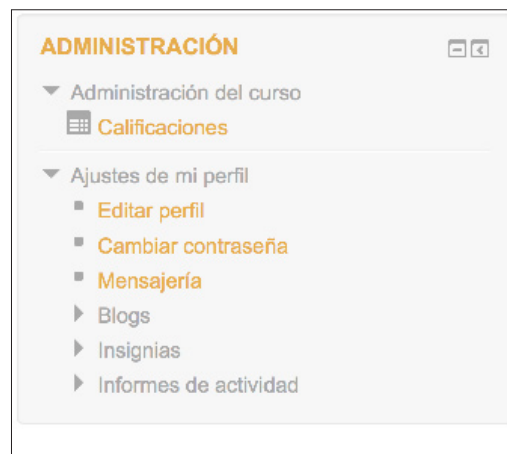 ADMINISTRACIÓN
Administración del curso
Calificaciones
Ajustes de mi perfil
Editar perfil
Cambiar contraseña
Mensajería
Blogs
Insignias
Informes de actividad